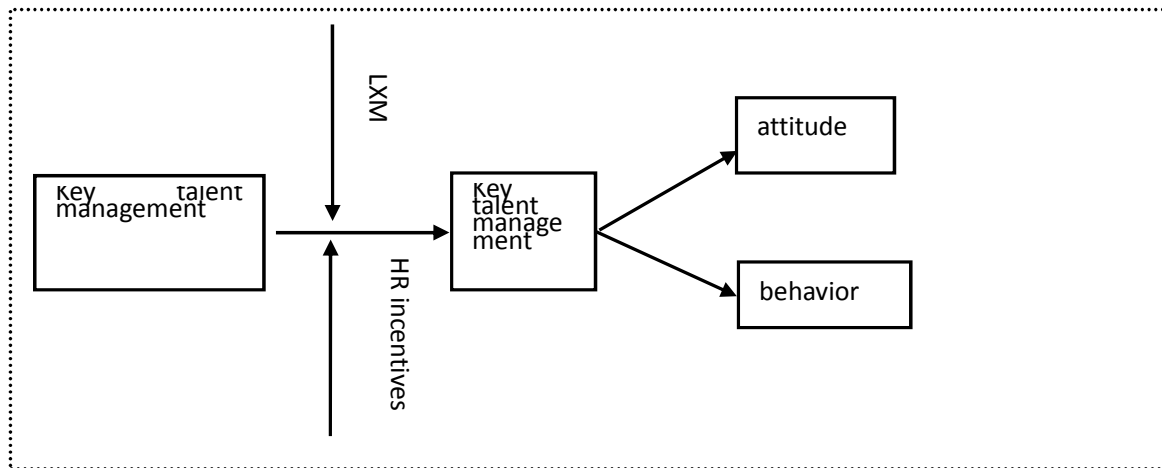 LXM
Key talent
management
HR incentives
Key
talent
manage
ment
attitude
behavior